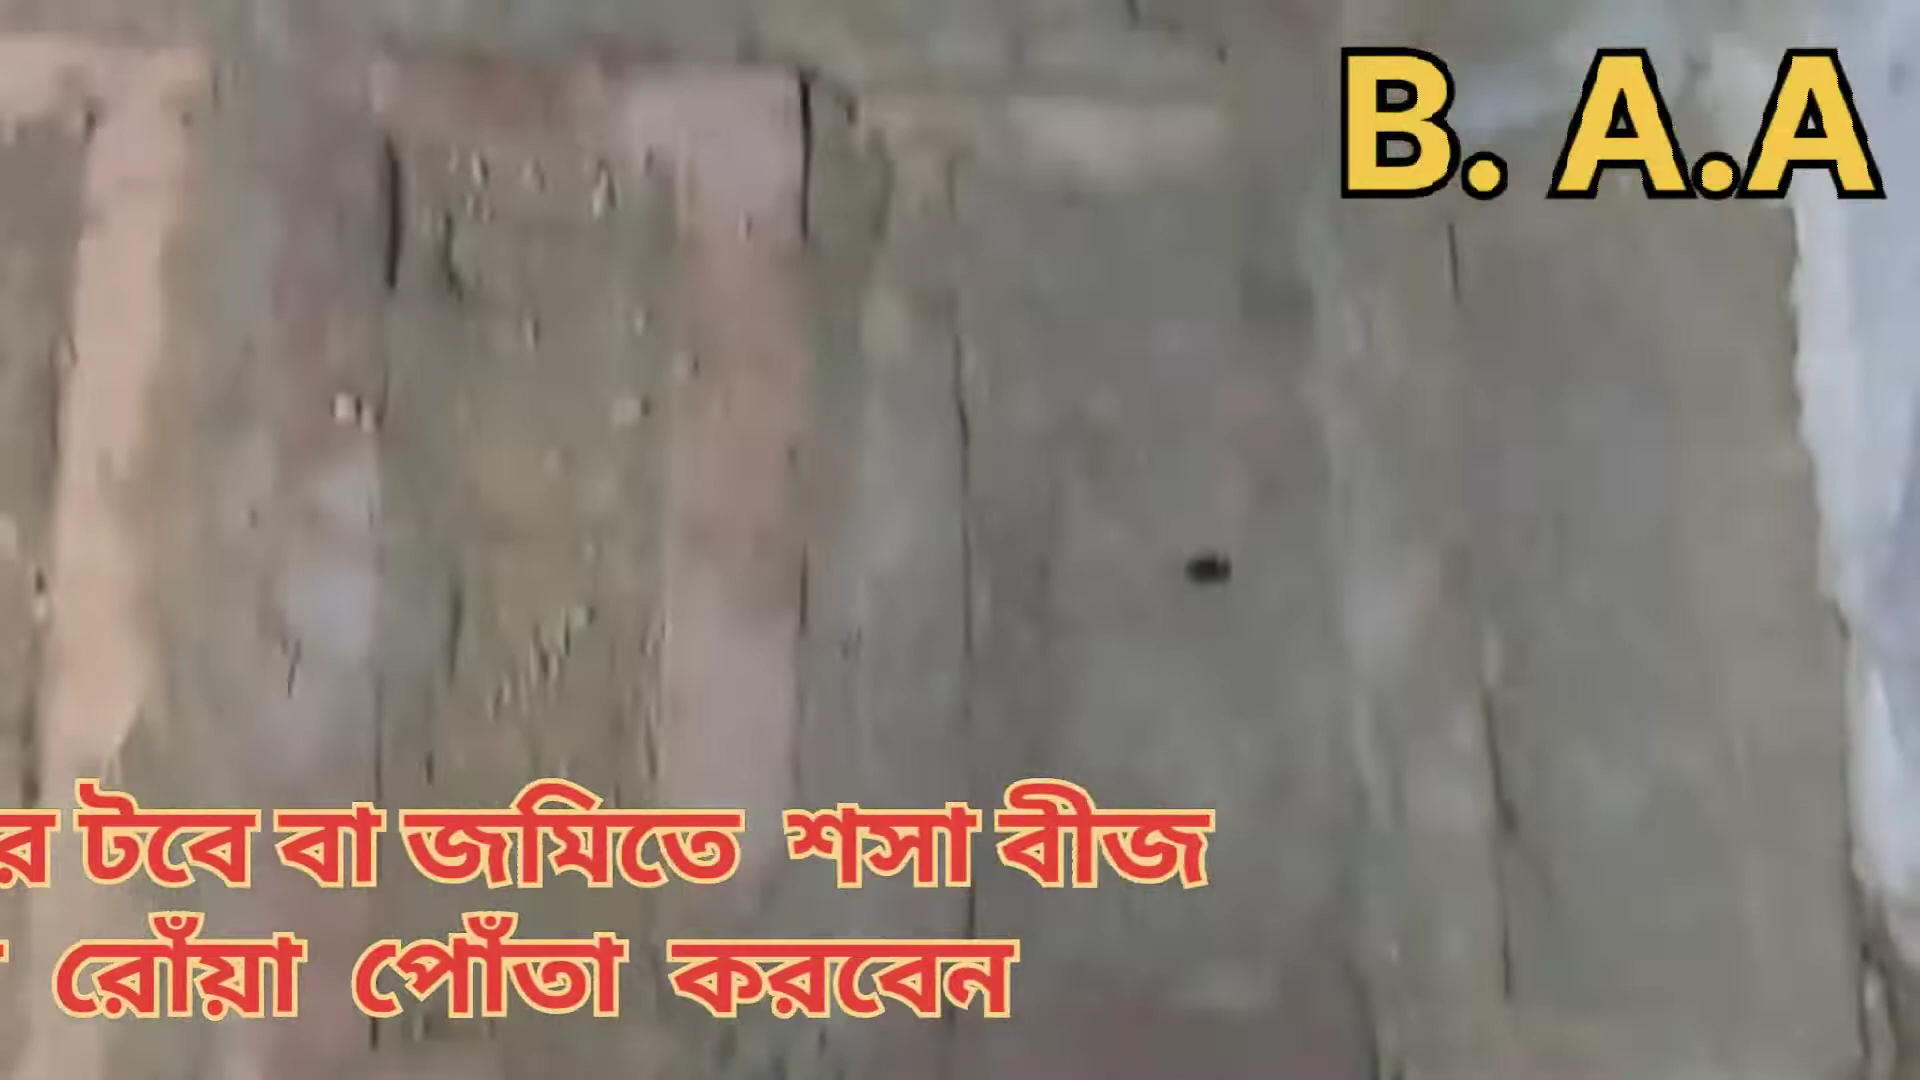 B. A.A
র টবে বা জমিতে শসা বীজ
রোঁয়া পোঁতা করবেন